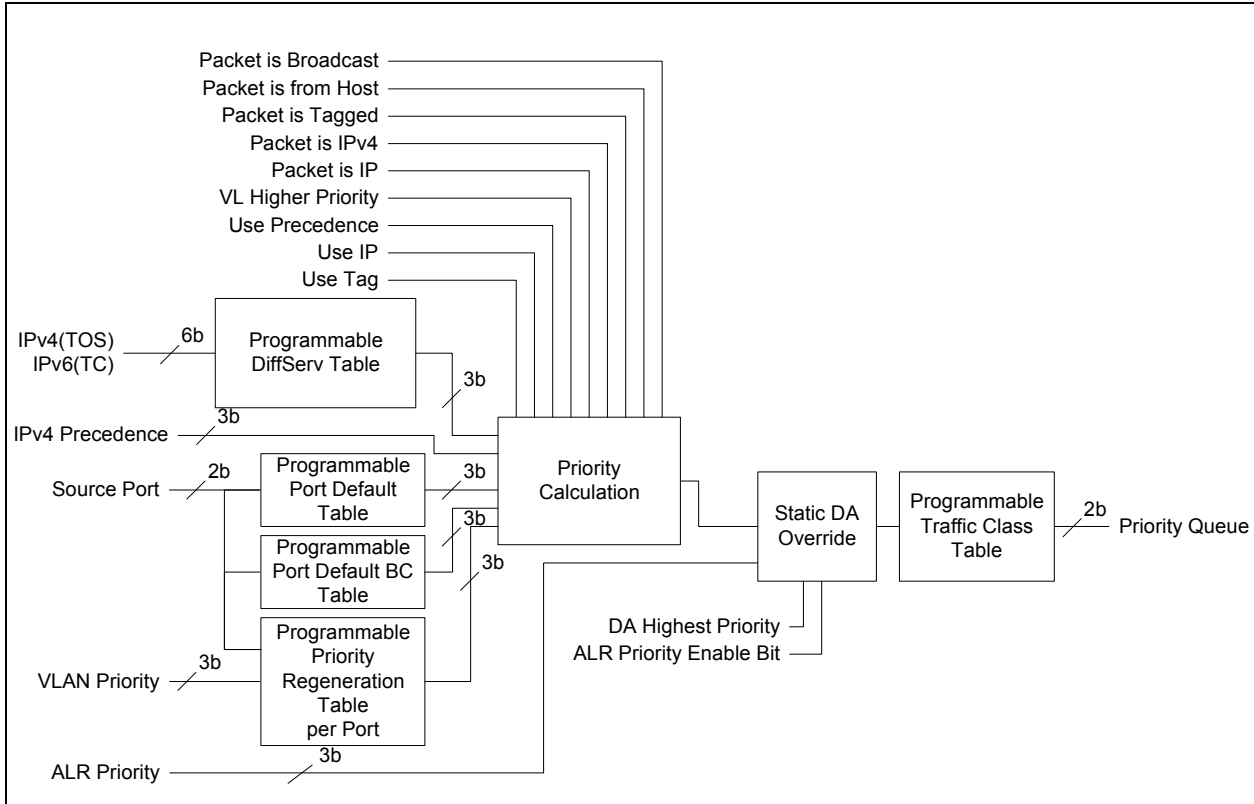 Packet is Broadcast
Packet is from Host
Packet is Tagged
Packet is IPv4
Packet is IP
VL Higher Priority
Use Precedence
Use IP
Use Tag
IPv4(TOS)
IPv6(TC)
6b
Programmable
DiffServ Table
3b
IPv4 Precedence
3b
Source Port
2b
Programmable
Port Default
Table
3b
Programmable
Port Default BC
Table
3b
VLAN Priority
3b
Programmable
Priority
Regeneration
Table
per Port
3b
ALR Priority
3b
Priority
Calculation
Static DA
Override
DA Highest Priority
ALR Priority Enable Bit
Programmable
Traffic Class
Table
2b
Priority Queue